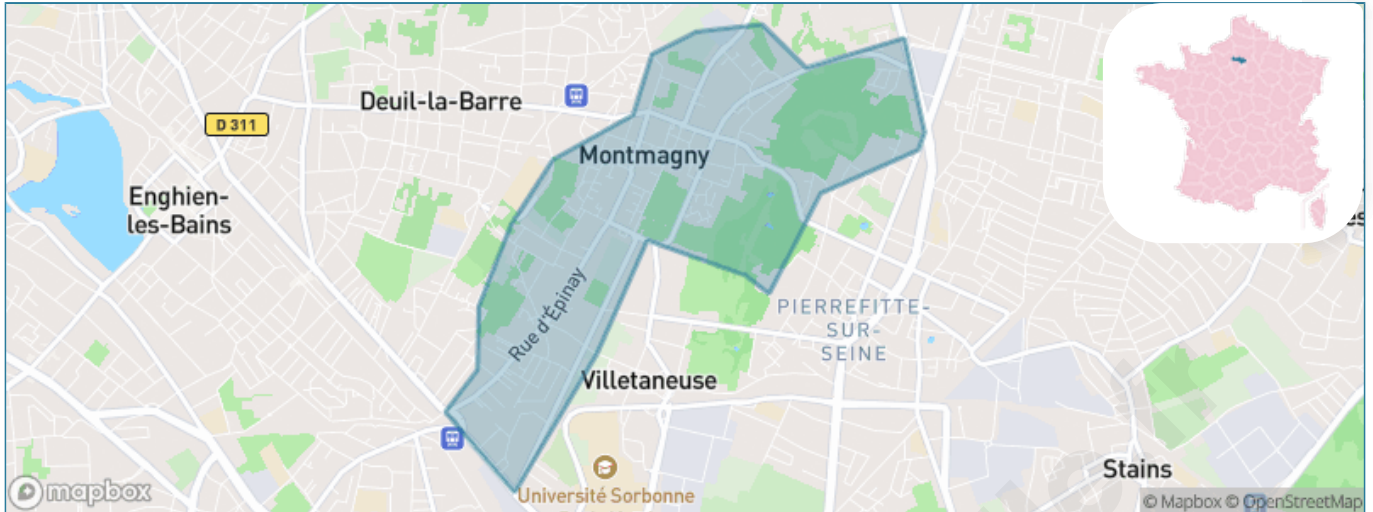 Deuil-la-Barre
D 311
Montmagny
Enghien-
les-Bains
Rue d'Épinay
PIERREFITTE-
SUR-
SEINE
Villetaneuse
Stains
Université Sorbonne
mapbox
© Mapbox © OpenStreetMap